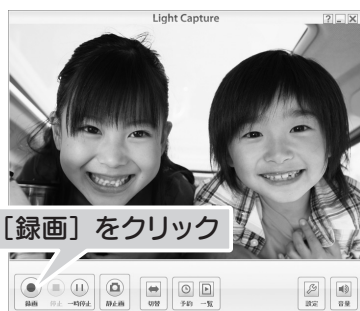 Light Capture
[録画] をクリック
録画 停止 一時停止 静止画 切替 予約 一覧 設定 音量